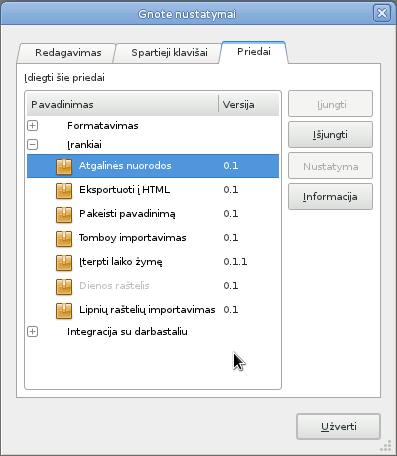 Gnote nustatymai
Redagavimas Spartieji klavišai Priedai
Įdiegti šie priedai
Pavadinimas Versija
Įjungti
Formatavimas
Išjungti
Įrankiai
Atgalinės nuorodos 0.1
Nustatyma
Eksportuoti į HTML 0.1
Informacija
Pakeisti pavadinimą 0.1
Tomboy importavimas 0.1
Įterpti laiko žymę 0.1.1
Dienos raštelis 0.1
Lipnių raštelių importavimas 0.1
Integracija su darbastaliu
Užverti